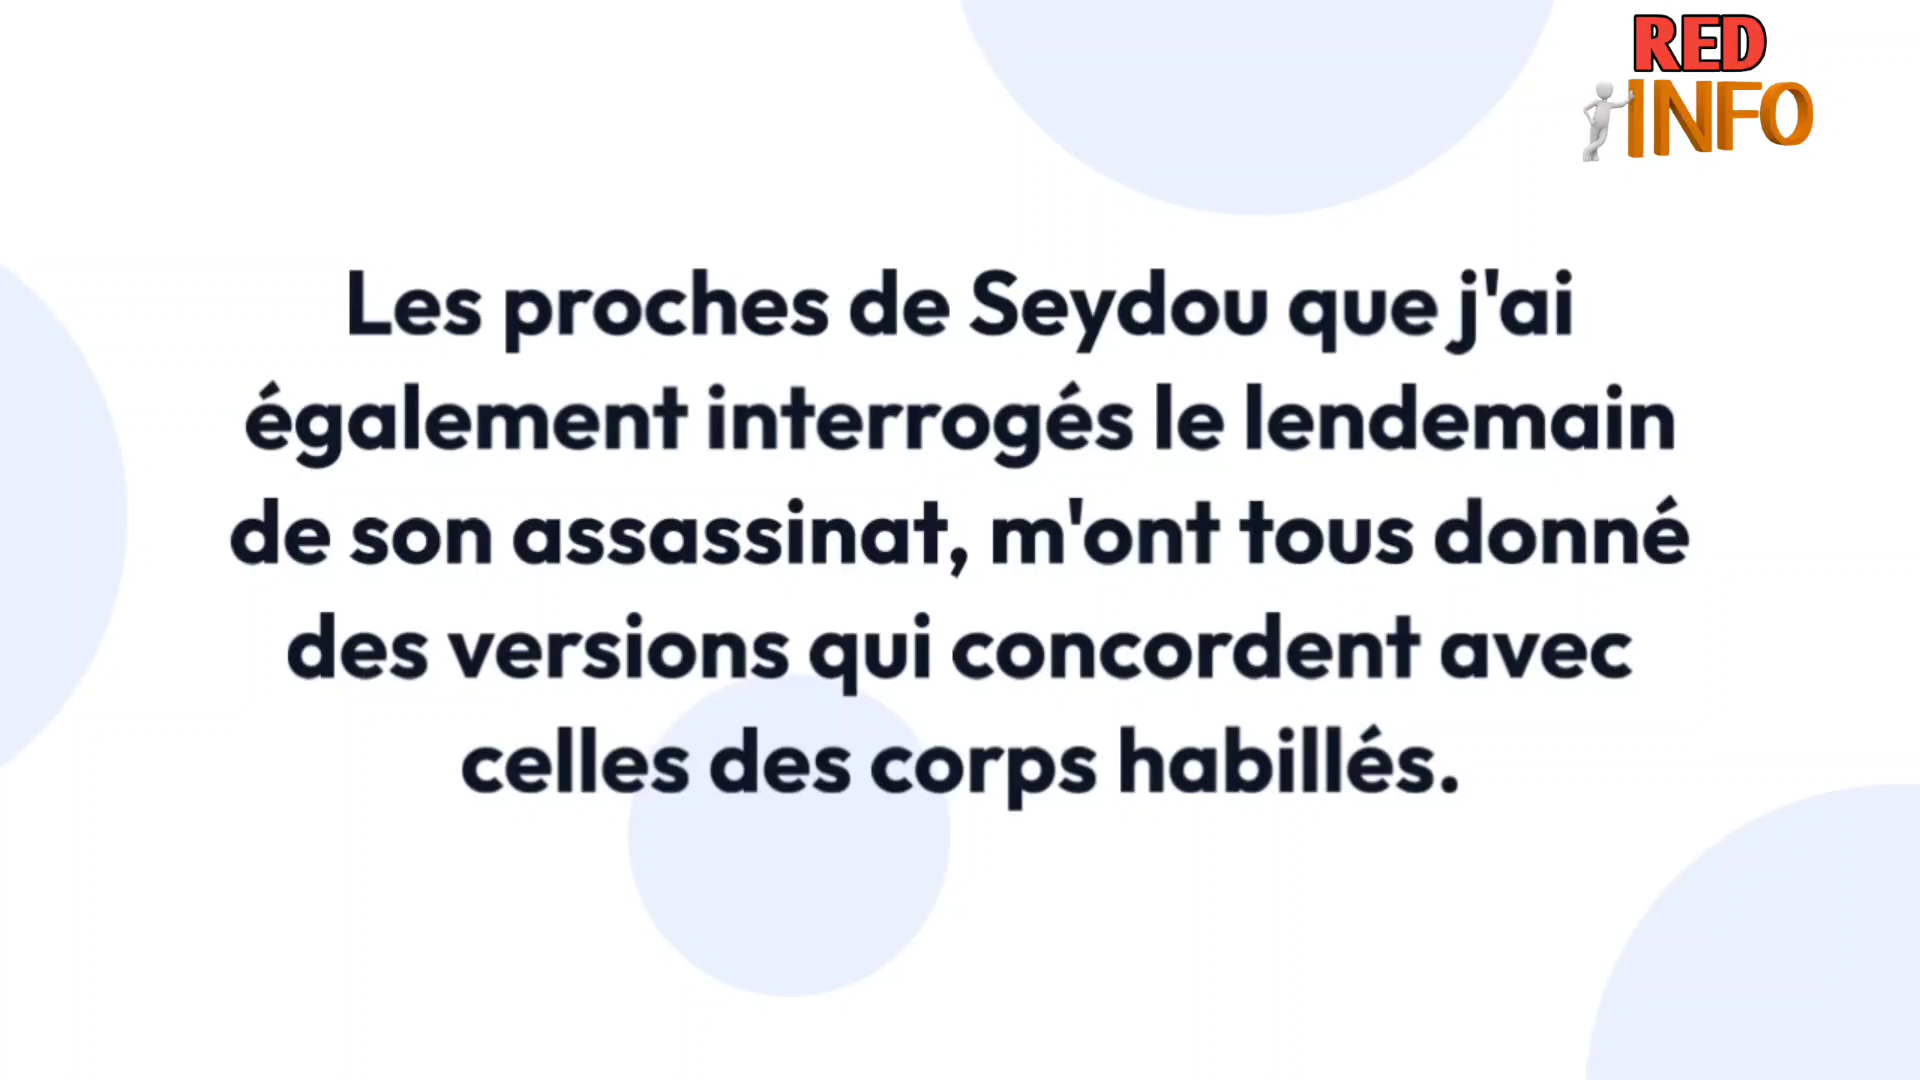 RED
INFO
Les proches de Seydou que j'ai
également interrogés le lendemain
de son assassinat, m'ont tous donné
des versions qui concordent avec
celles des corps habillés.